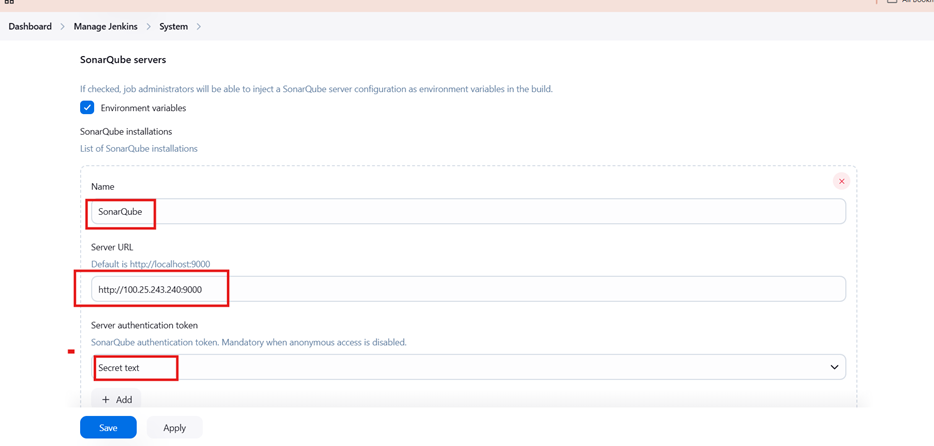 Dashboard > Manage Jenkins > System >
SonarQube servers
If checked, job administrators will be able to inject a SonarQube server configuration as environment variables in the build.
Environment variables
SonarQube installations
List of SonarQube installations
Name
SonarQube
Server URL
Default is http://localhost:9000
http://100.25.243.240:9000
Server authentication token
SonarQube authentication token. Mandatory when anonymous access is disabled.
Secret text
+ Add
Save Apply